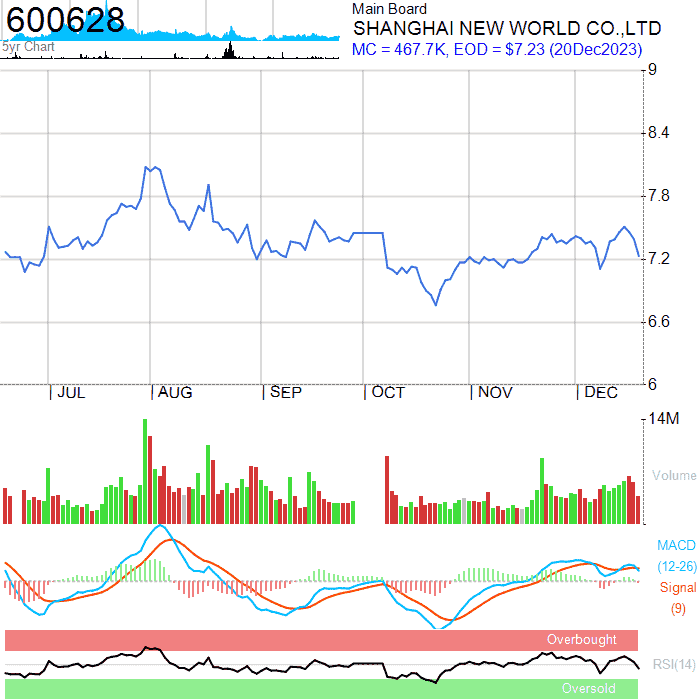 600628
5yr Chart
Main Board
SHANGHAI NEW WORLD CO.,LTD
MC = 467.7K, EOD = $7.23 (20Dec2023)
9
8.4
7.8
7.2
6.6
6
JUL
AUG
SEP
OCT
NOV
DEC
14M
Volume
MACD
(12-26)
Signal
(9)
Overbought
RSI(14)
Oversold